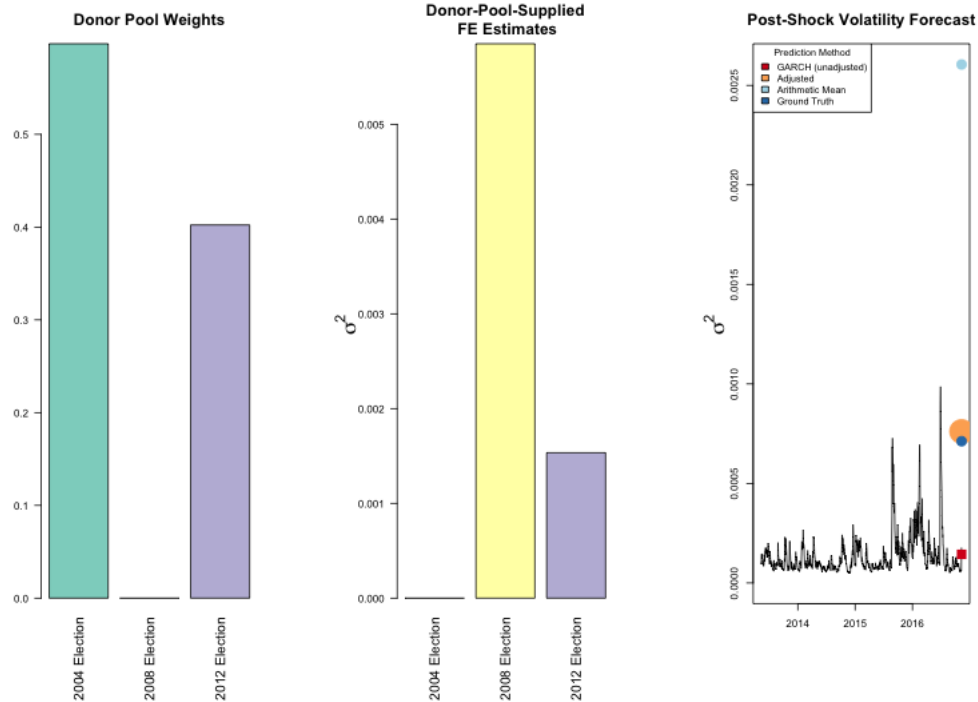 Donor Pool Weights
0.5
0.4
0.3
0.2
0.1
0.0
2004 Election
2008 Election
2012 Election
Donor-Pool-Supplied
FE Estimates
σ²
0.005
0.004
0.003
0.002
0.001
0.000
2004 Election
2008 Election
2012 Election
Post-Shock Volatility Forecast
Prediction Method
GARCH (unadjusted)
Adjusted
Arithmetic Mean
Ground Truth
σ²
0.0025
0.0020
0.0015
0.0010
0.0005
0.0000
2014
2015
2016